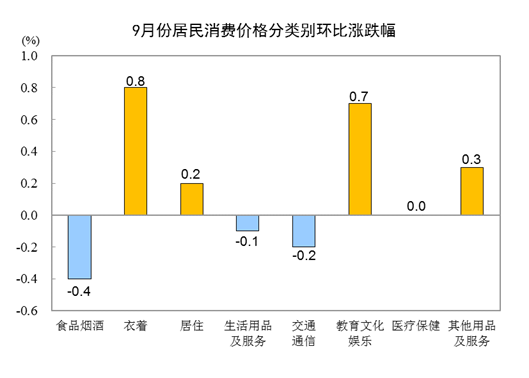 9月份居民消费价格分类别环比涨跌幅
(%)
1.0
0.8
0.6
0.4
0.2
0.0
-0.2
-0.4
-0.6
-0.4
0.8
0.2
-0.1
-0.2
0.7
0.0
0.3
食品烟酒
衣着
居住
生活用品
及服务
交通
通信
教育文化
娱乐
医疗保健
其他用品
及服务